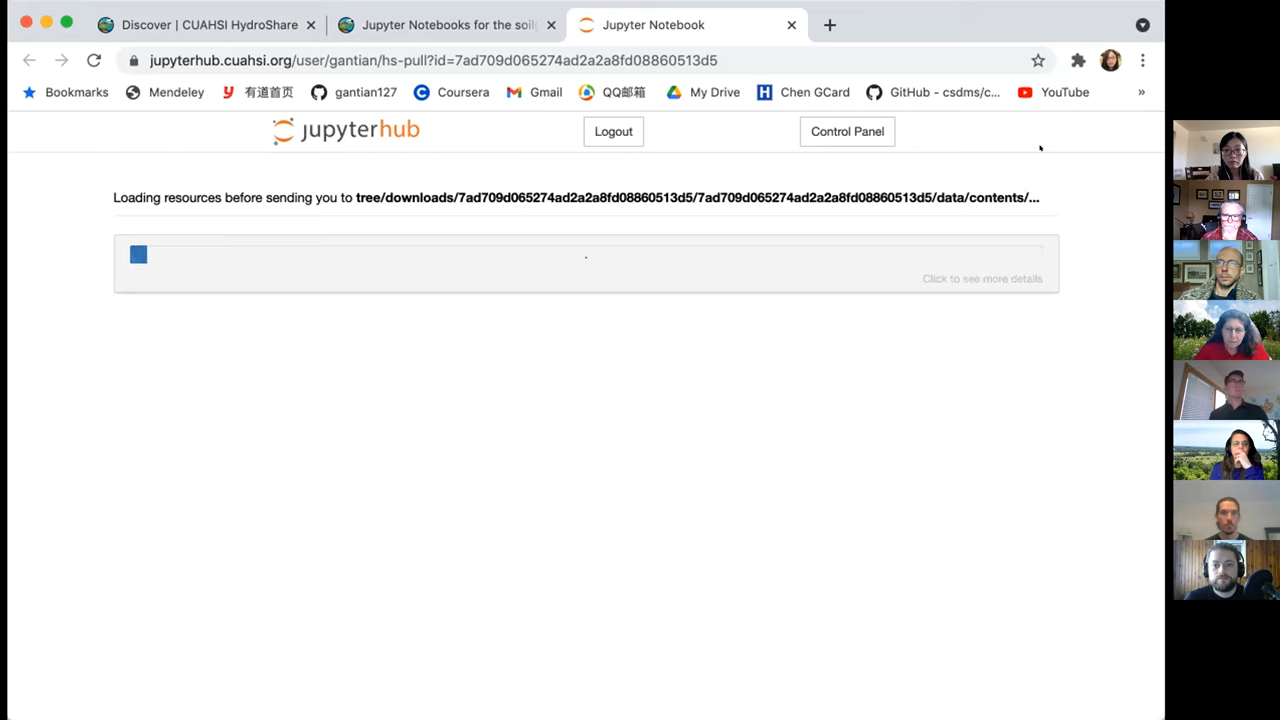 Discover | CUAHSI HydroShare
Jupyter Notebooks for the soil
Jupyter Notebook
jupyterhub.cuahsi.org/user/gantian/hs-pull?id=7ad709d065274ad2a2a8fd08860513d5
Bookmarks Mendeley 有道首页 gantian127 Coursera Gmail QQ邮箱 My Drive Chen GCard GitHub - csdms/c... YouTube »
jupyterhub Logout Control Panel
Loading resources before sending you to tree/downloads/7ad709d065274ad2a2a8fd08860513d5/7ad709d065274ad2a2a8fd08860513d5/data/contents/...
Click to see more details